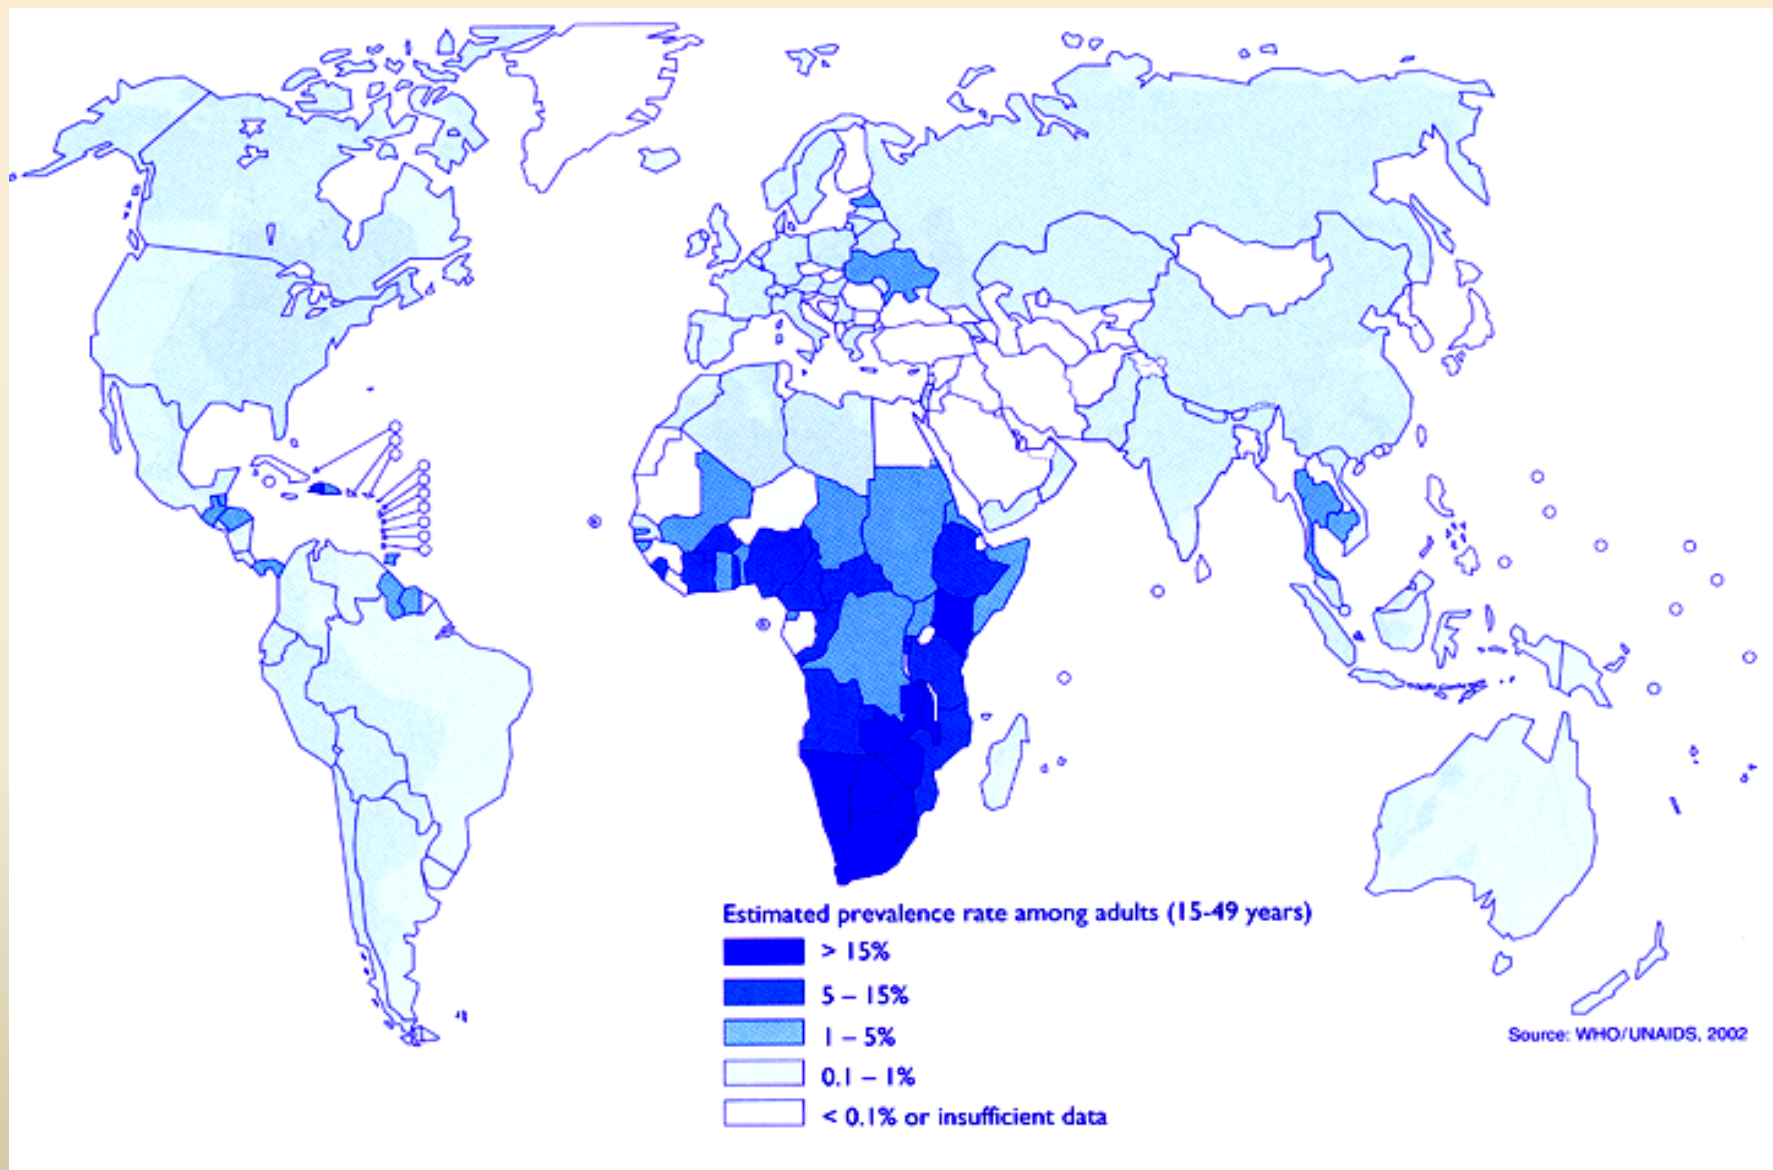 Estimated prevalence rate among adults (15-49 years)
> 15%
5 – 15%
1 – 5%
0.1 – 1%
< 0.1% or insufficient data
Source: WHO/UNAIDS, 2002